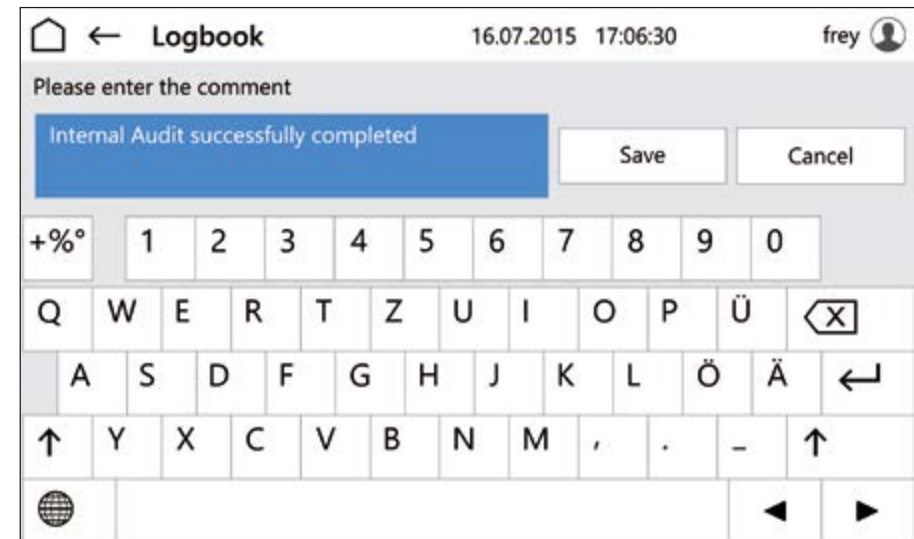 Logbook 16.07.2015 17:06:30 frey
Please enter the comment
Internal Audit successfully completed
Save Cancel
+%° 1 2 3 4 5 6 7 8 9 0
Q W E R T Z U I O P Ü
A S D F G H J K L Ö Ä
Y X C V B N M , . _